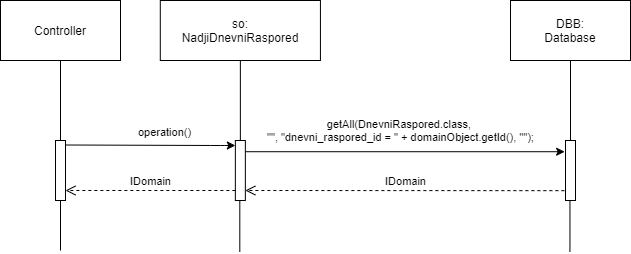 Controller
so:
NadjiDnevniRaspored
DBB:
Database
operation()
getAll(DnevniRaspored.class,
"", "dnevni_raspored_id = " + domainObject.getId(), "");
IDomain
IDomain